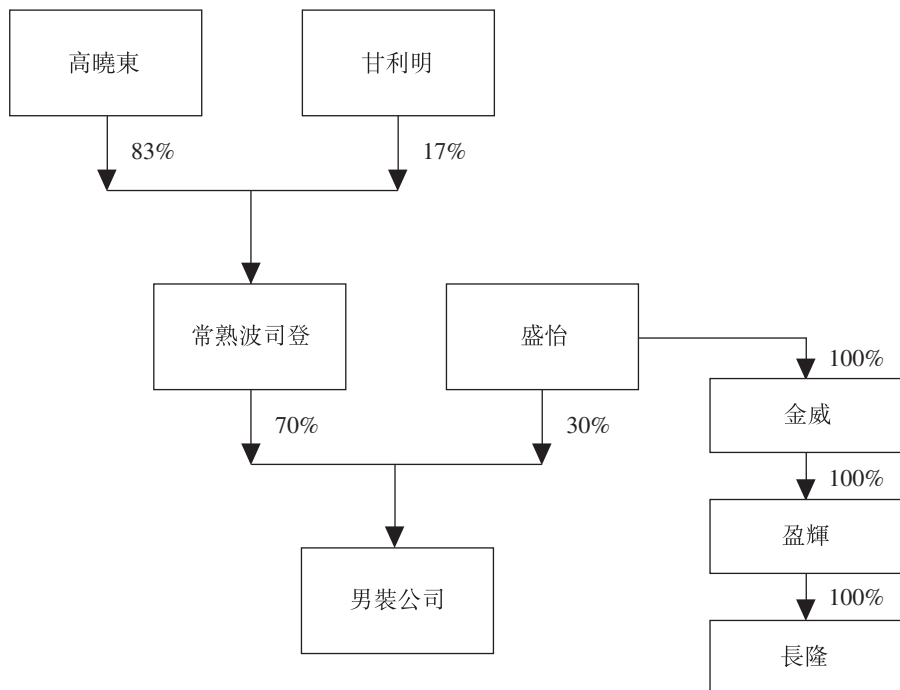 高曉東
甘利明
83%
17%
常熟波司登
盛怡
100%
金威
70%
30%
100%
盈輝
男裝公司
100%
長隆